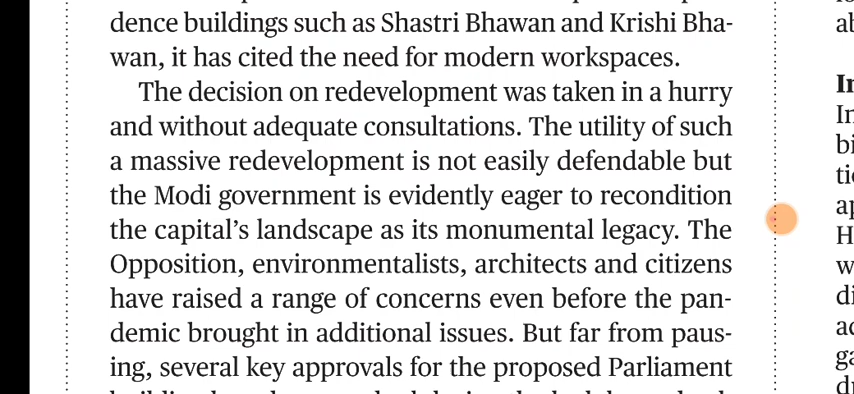 dence buildings such as Shastri Bhawan and Krishi Bha-
wan, it has cited the need for modern workspaces.
The decision on redevelopment was taken in a hurry
and without adequate consultations. The utility of such
a massive redevelopment is not easily defendable but
the Modi government is evidently eager to recondition
the capital’s landscape as its monumental legacy. The
Opposition, environmentalists, architects and citizens
have raised a range of concerns even before the pan-
demic brought in additional issues. But far from paus-
ing, several key approvals for the proposed Parliament